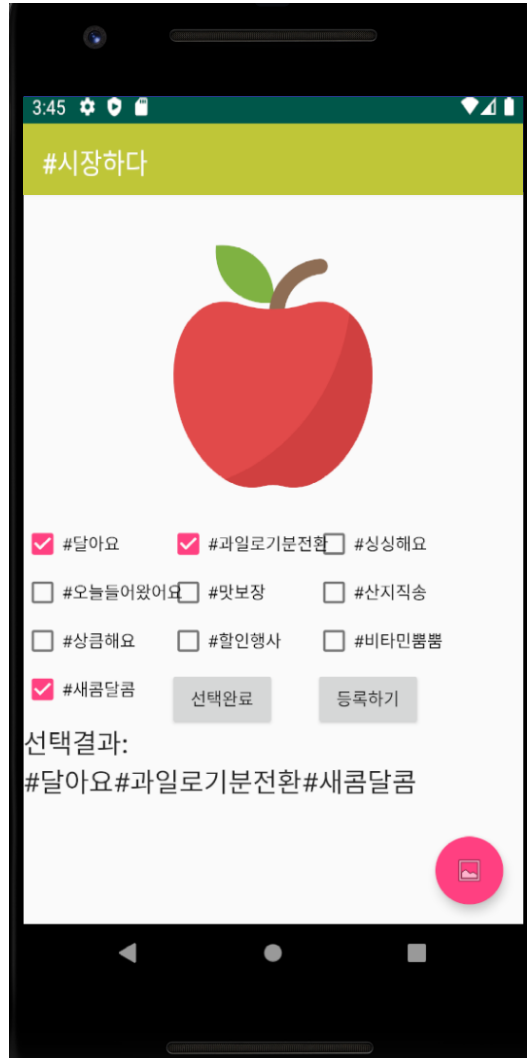 3:45
#시장하다
#달아요 #과일로기분전환 #싱싱해요
#오늘들어왔어요 #맛보장 #산지직송
#상큼해요 #할인행사 #비타민뿜뿜
#새콤달콤 선택완료 등록하기
선택결과:
#달아요#과일로기분전환#새콤달콤